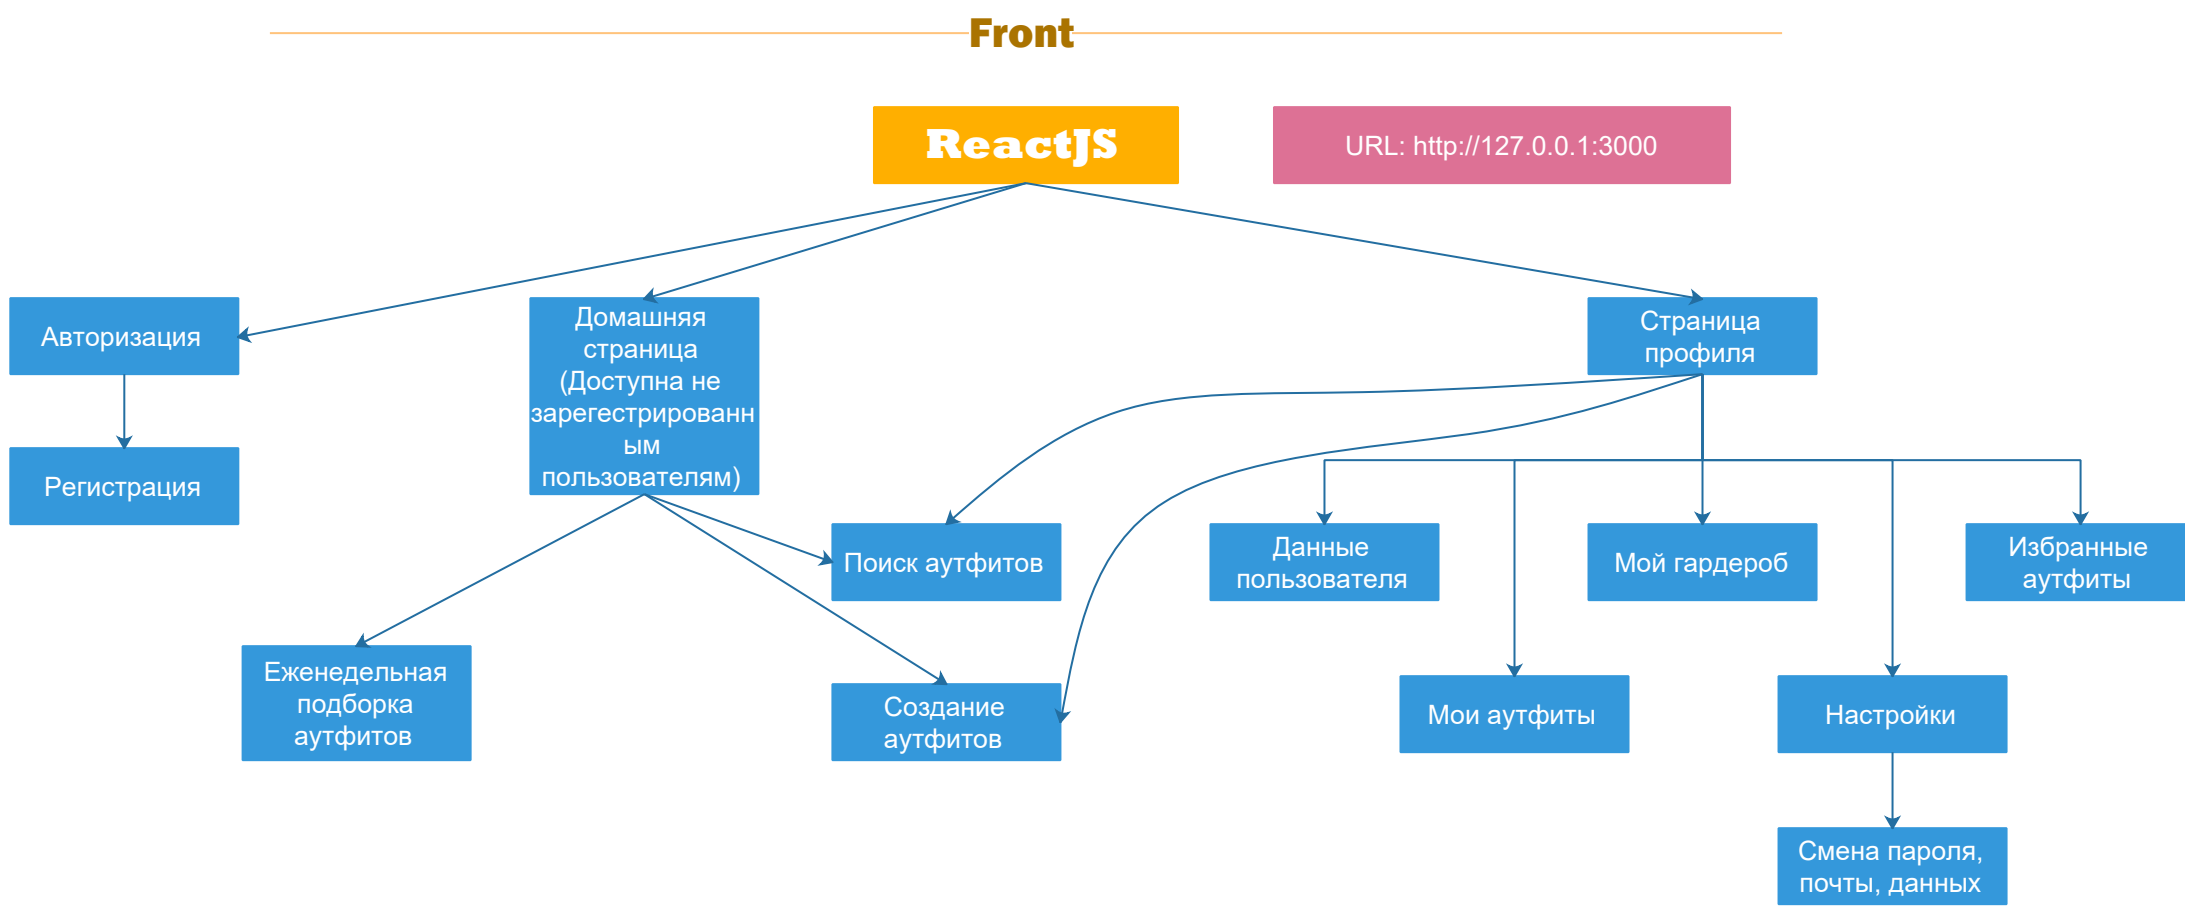 Front
ReactJS
URL: http://127.0.0.1:3000
Авторизация
Регистрация
Домашняя
страница
(Доступна не
зарегестрированн
ым
пользователям)
Страница
профиля
Поиск аутфитов
Данные
пользователя
Мой гардероб
Избранные
аутфиты
Еженедельная
подборка
аутфитов
Создание
аутфитов
Мои аутфиты
Настройки
Смена пароля,
почты, данных